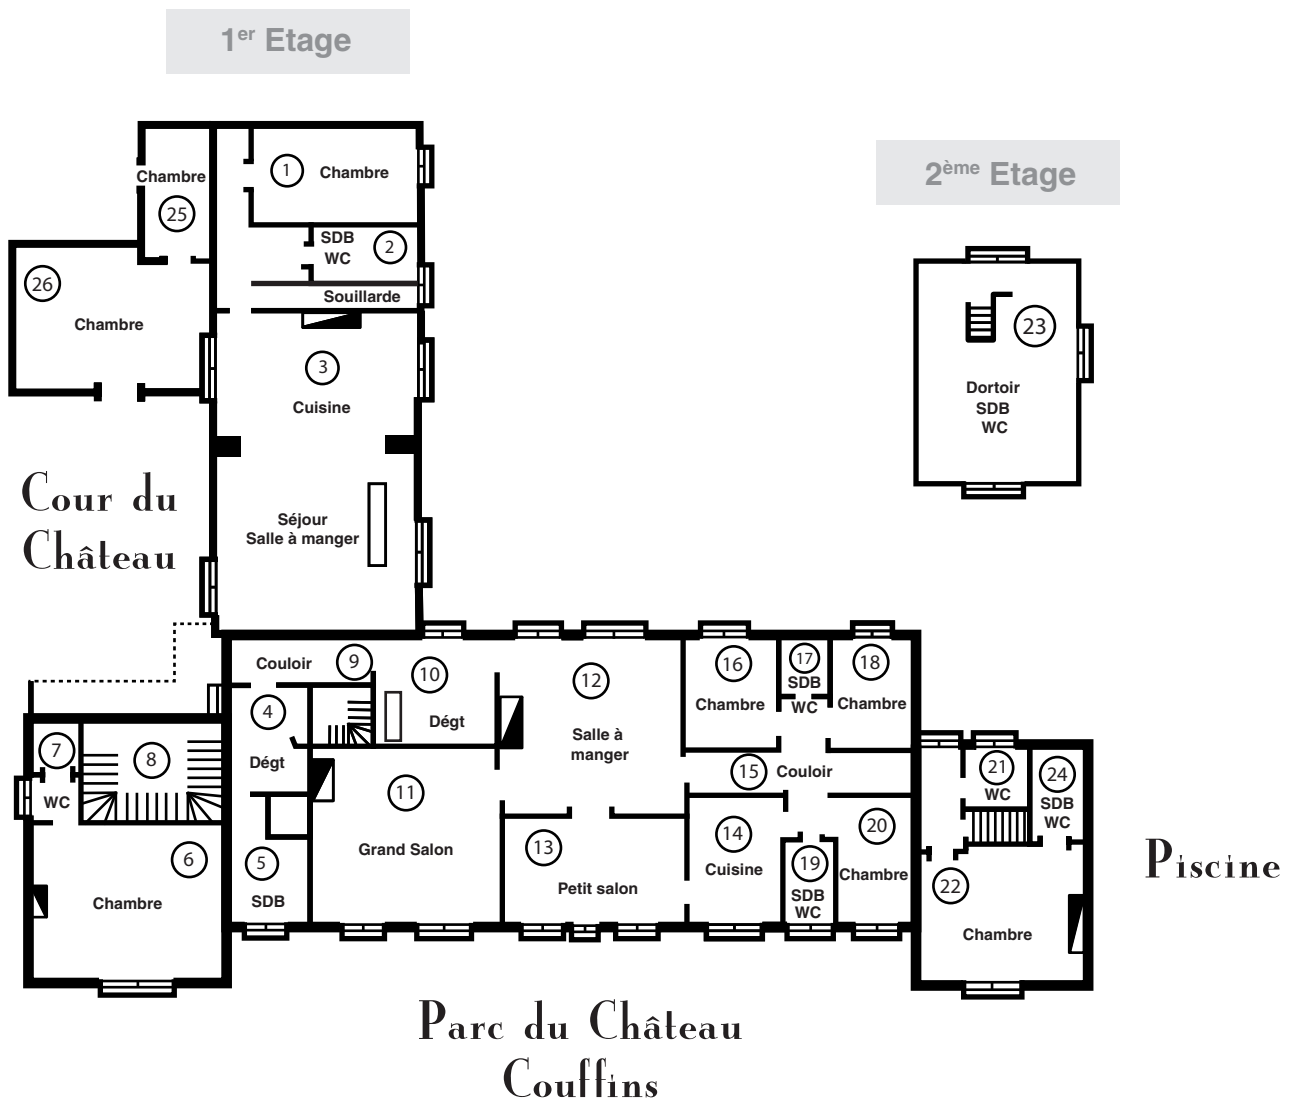 1er Etage
2ème Etage
Chambre
25
1
Chambre
SDB
WC
2
Souillarde
26
Chambre
3
Cuisine
23
Dortoir
SDB
WC
Cour du
Château
Séjour
Salle à manger
Couloir
9
10
Dégt
12
Salle à
manger
16
Chambre
17
SDB
WC
18
Chambre
4
Dégt
7
WC
8
11
Grand Salon
15
Couloir
21
WC
24
SDB
WC
6
Chambre
5
SDB
13
Petit salon
14
Cuisine
19
SDB
WC
20
Chambre
22
Chambre
Piscine
Parc du Château
Couffins